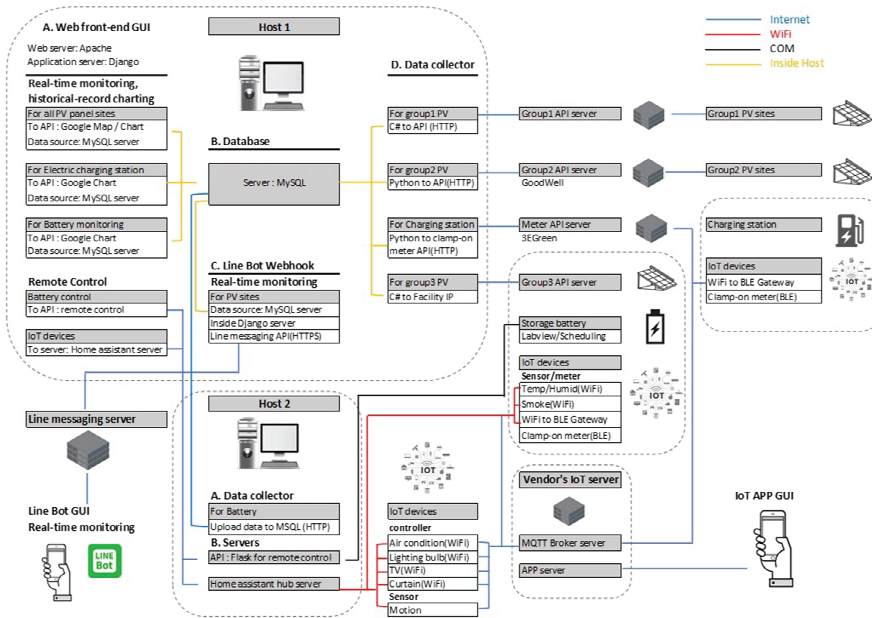 A. Web front-end GUI
Web server: Apache
Application server: Django
Real-time monitoring,
historical-record charting
For all PV panel sites
To API : Google Map / Chart
Data source: MySQL server
For Electric charging station
To API : Google Chart
Data source: MySQL server
For Battery monitoring
To API : Google Chart
Data source: MySQL server
Remote Control
Battery control
To API : remote control
IoT devices
To server: Home assistant server
Host 1
B. Database
Server : MySQL
C. Line Bot Webhook
Real-time monitoring
For PV sites
Data source: MySQL server
Inside Django server
Line messaging API(HTTPS)
D. Data collector
For group1 PV
C# to API (HTTP)
For group2 PV
Python to API(HTTP)
For Charging station
Python to clamp-on
meter API(HTTP)
For group3 PV
C# to Facility IP
Internet
WiFi
COM
Inside Host
Group1 API server
Group1 PV sites
Group2 API server
GoodWell
Group2 PV sites
Meter API server
3EGreen
Charging station
IoT devices
WiFi to BLE Gateway
Clamp-on meter(BLE)
IOT
Group3 API server
Storage battery
Labview/Scheduling
IoT devices
Sensor/meter
Temp/Humid(WiFi)
Smoke(WiFi)
WiFi to BLE Gateway
Clamp-on meter(BLE)
IOT
Line messaging server
Line Bot GUI
Real-time monitoring
LINE
Bot
Host 2
A. Data collector
For Battery
Upload data to MSQL (HTTP)
B. Servers
API : Flask for remote control
Home assistant hub server
IOT
IoT devices
controller
Air condition(WiFi)
Lighting bulb(WiFi)
TV(WiFi)
Curtain(WiFi)
Sensor
Motion
Vendor's IoT server
MQTT Broker server
APP server
IoT APP GUI